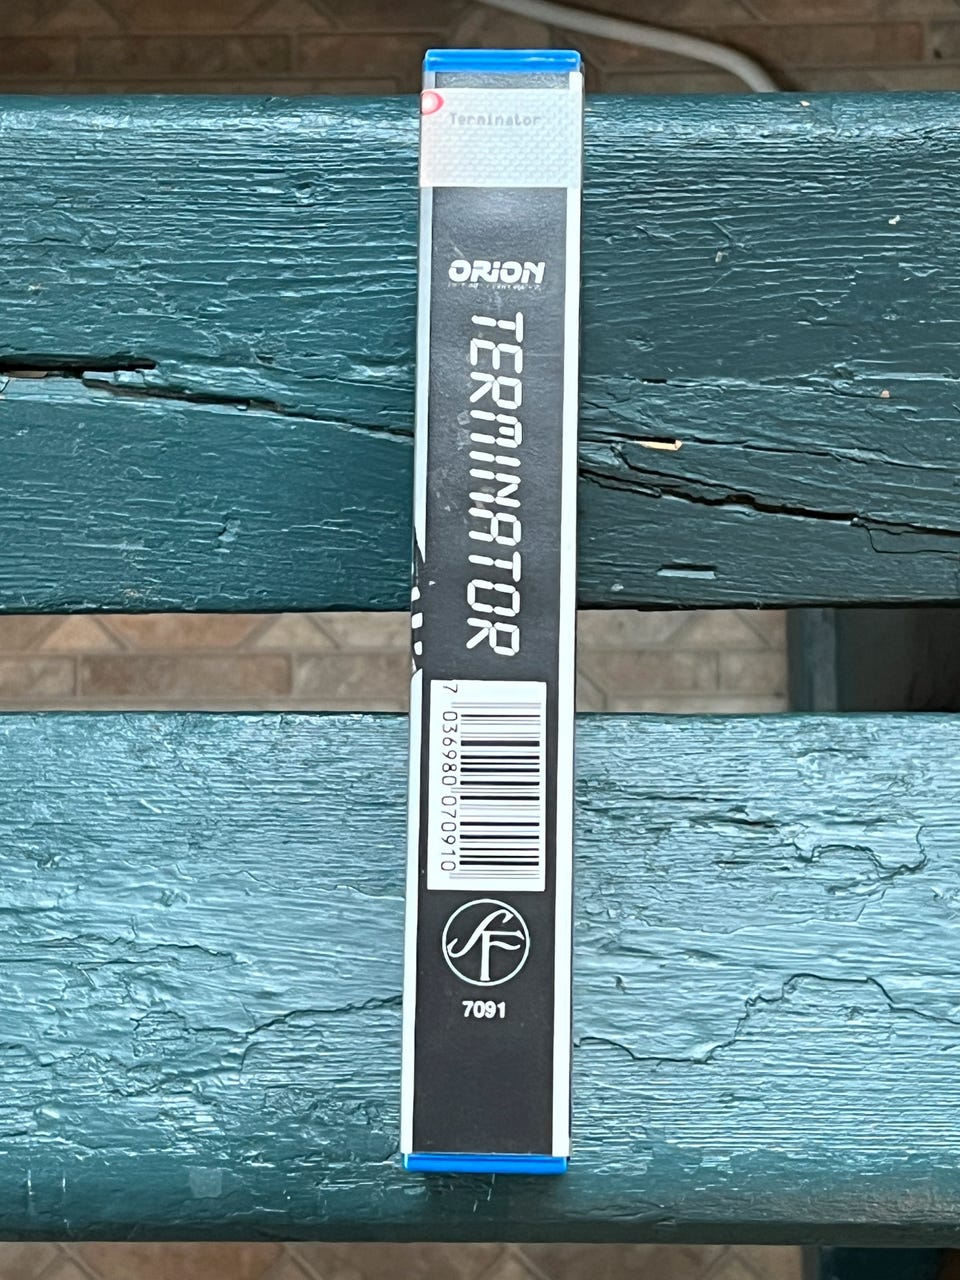 Terminator
ORION
TERMINATOR
7 036980 070910
SF
7091